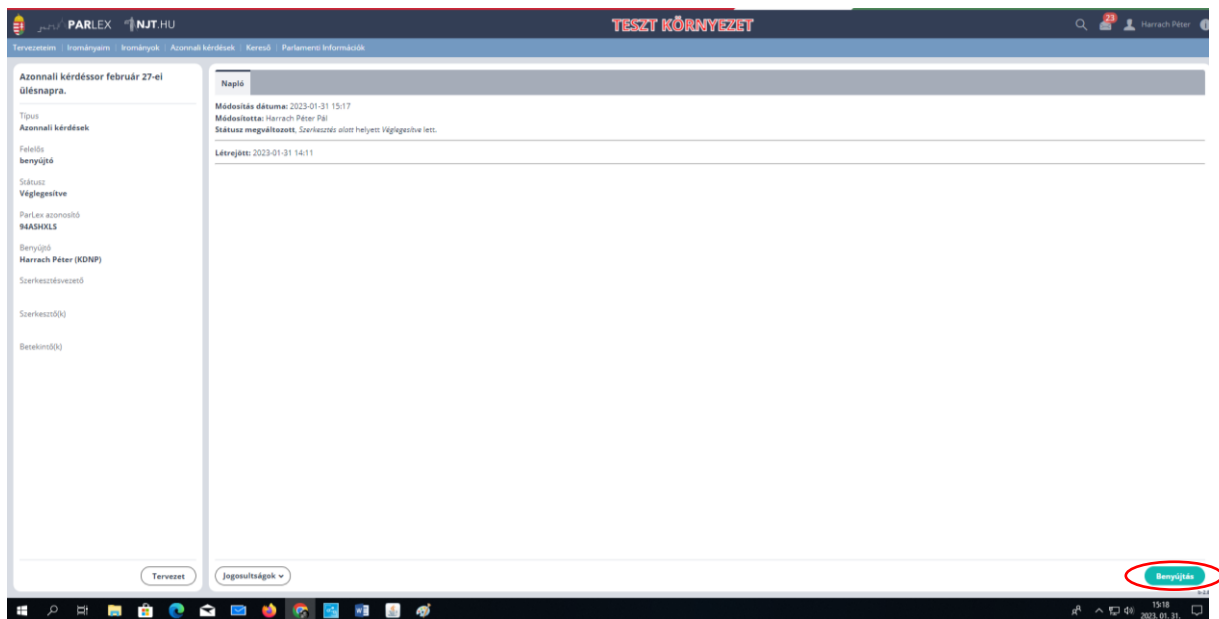 PARLEX NJT.HU
TESZT KÖRNYEZET
23
Harrach Péter
Tervezeteim | Irományaim | Irományok | Azonnali kérdések | Kereső | Parlamenti Információk
Azonnali kérdéssor február 27-ei
ülésnapra.
Típus
Azonnali kérdések
Felelős
benyújtó
Státusz
Véglegesítve
ParLex azonosító
94ASHXLS
Benyújtó
Harrach Péter (KDNP)
Szerkesztésvezető
Szerkesztő(k)
Betekintő(k)
Tervezet
Napló
Módosítás dátuma: 2023-01-31 15:17
Módosította: Harrach Péter Pál
Státusz megváltozott, Szerkesztés alatt helyett Véglegesítve lett.
Létrejött: 2023-01-31 14:11
Jogosultságok
Benyújtás
15:18
2023. 01. 31.